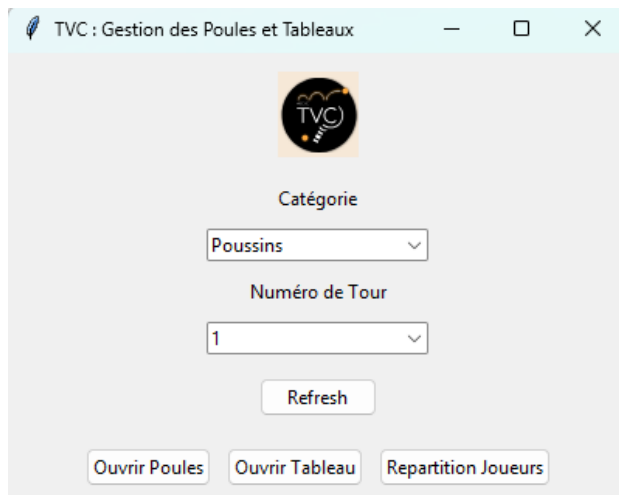 TVC : Gestion des Poules et Tableaux
TVC
Catégorie
Poussins
Numéro de Tour
1
Refresh
Ouvrir Poules Ouvrir Tableau Repartition Joueurs